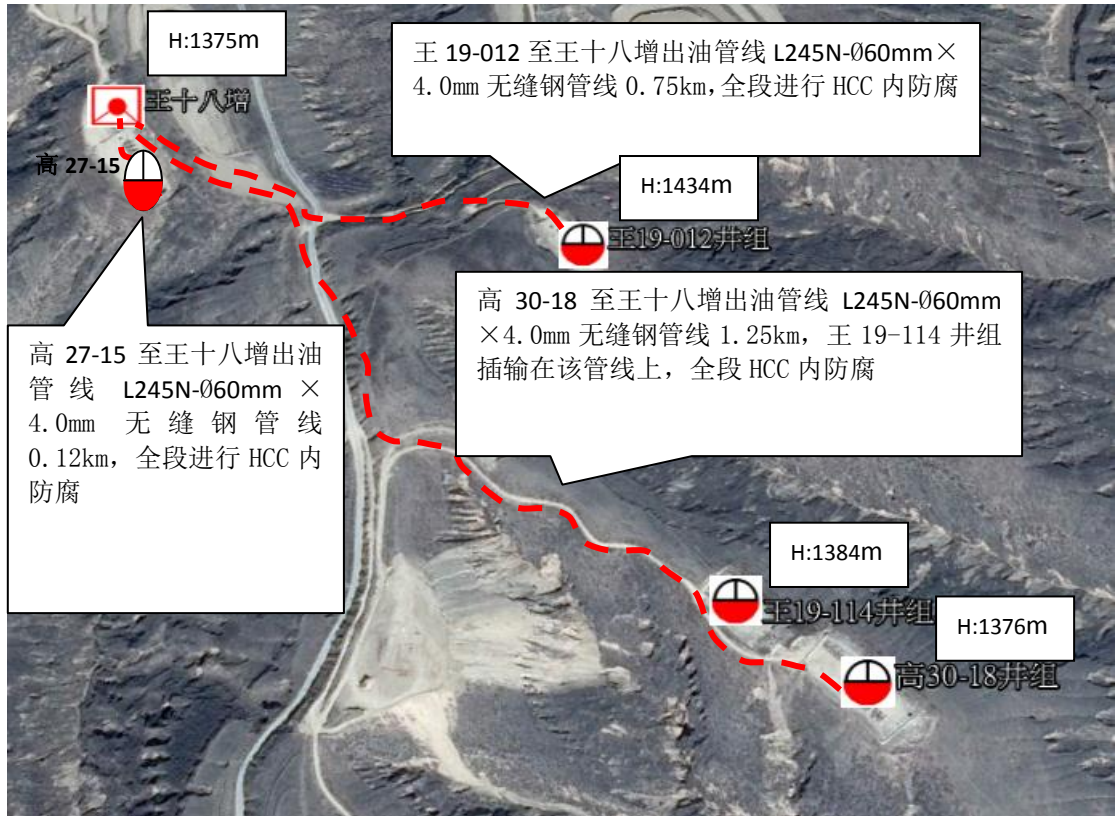 H:1375m
王 19-012 至王十八增出油管线 L245N-Ø60mm×
4.0mm 无缝钢管线 0.75km，全段进行 HCC 内防腐
王十八增
高 27-15
H:1434m
王19-012井组
高 30-18 至王十八增出油管线 L245N-Ø60mm
×4.0mm 无缝钢管线 1.25km，王 19-114 井组
插输在该管线上，全段 HCC 内防腐
高 27-15 至王十八增出油
管线 L245N-Ø60mm ×
4.0mm 无缝钢管线
0.12km，全段进行 HCC 内
防腐
H:1384m
王19-114井组
H:1376m
高30-18井组